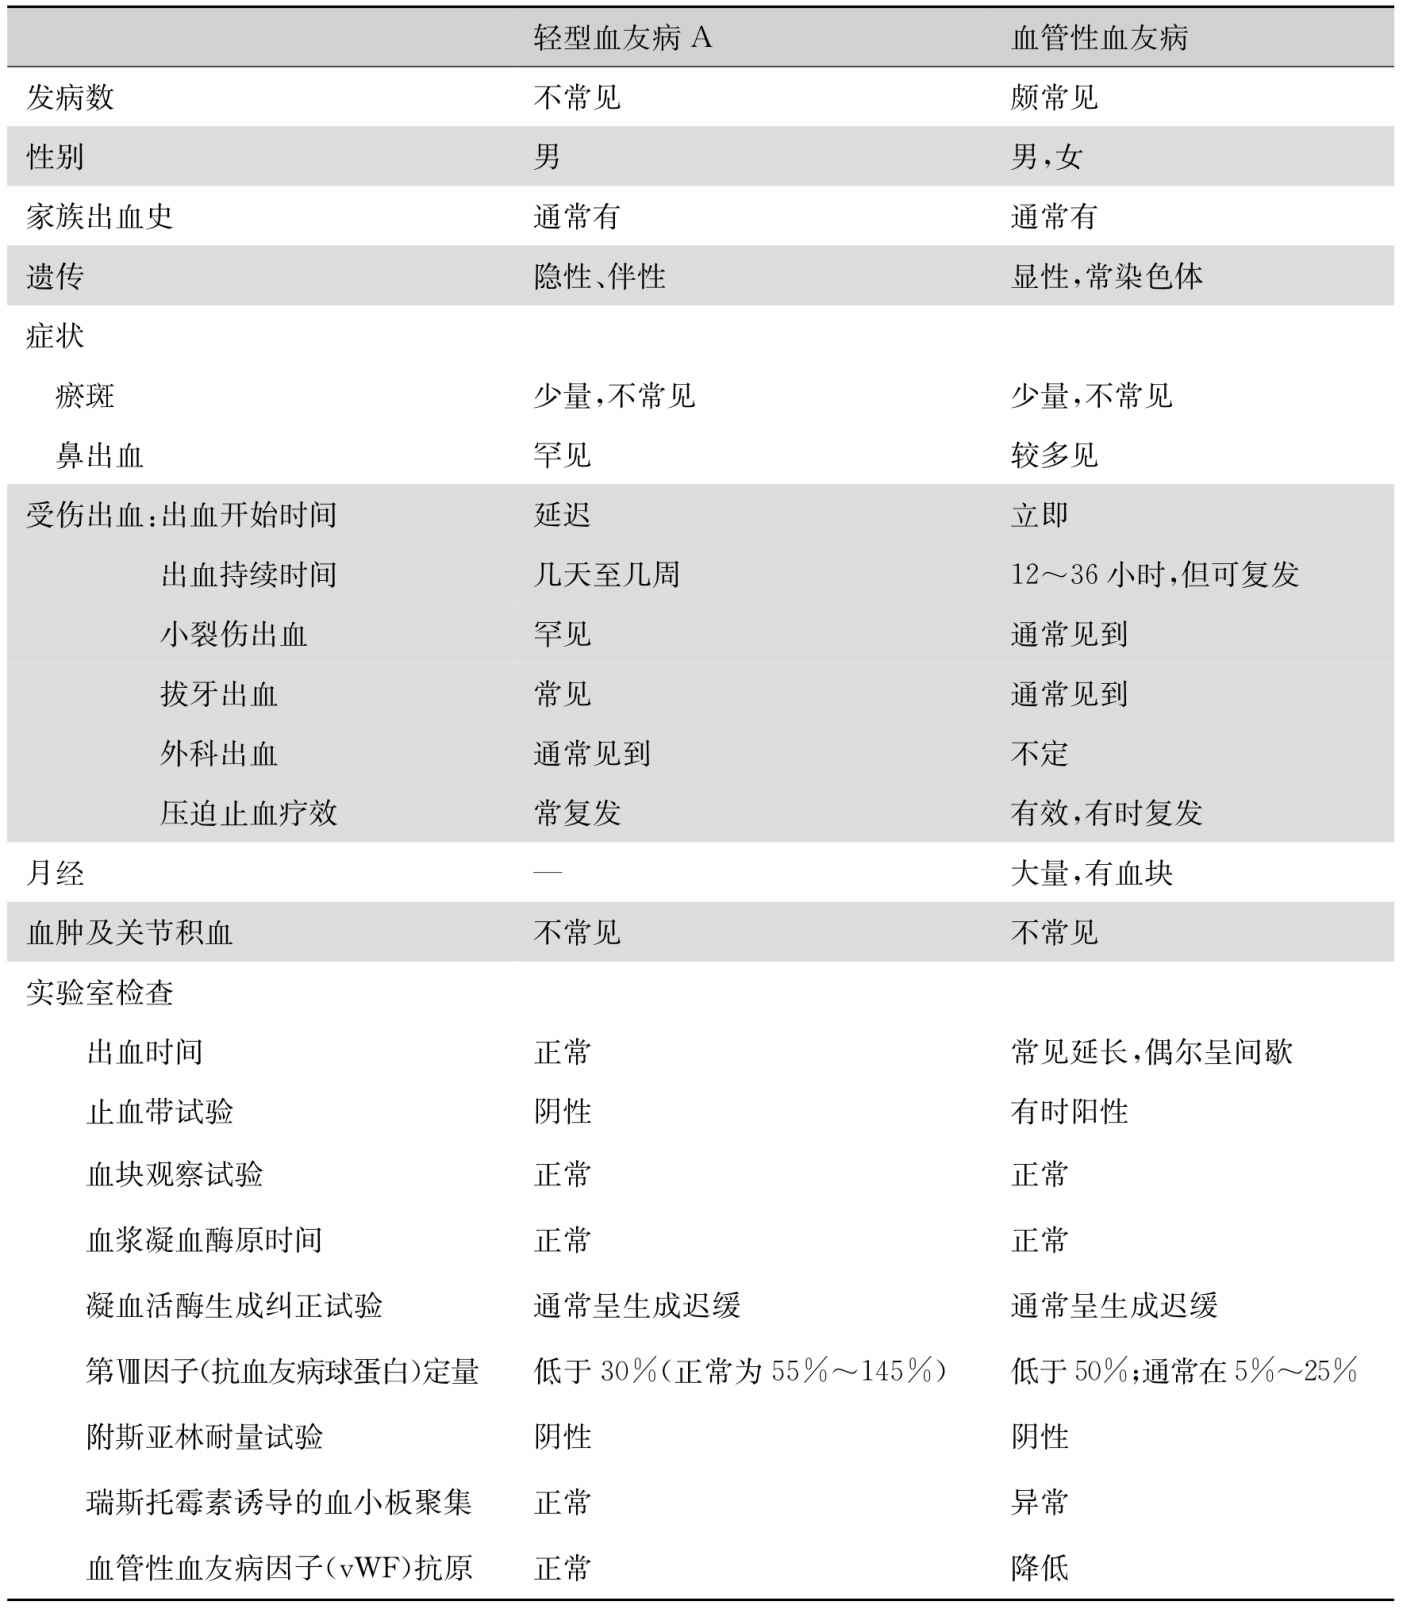 轻型血友病 A 血管性血友病
发病数 不常见 颇常见
性别 男 男,女
家族出血史 通常有 通常有
遗传 隐性、伴性 显性,常染色体
症状
瘀斑 少量,不常见 少量,不常见
鼻出血 罕见 较多见
受伤出血:出血开始时间 延迟 立即
出血持续时间 几天至几周 12～36 小时,但可复发
小裂伤出血 罕见 通常见到
拔牙出血 常见 通常见到
外科出血 通常见到 不定
压迫止血疗效 常复发 有效,有时复发
月经 — 大量,有血块
血肿及关节积血 不常见 不常见
实验室检查
出血时间 正常 常见延长,偶尔呈间歇
止血带试验 阴性 有时阳性
血块观察试验 正常 正常
血浆凝血酶原时间 正常 正常
凝血活酶生成纠正试验 通常呈生成迟缓 通常呈生成迟缓
第Ⅷ因子(抗血友病球蛋白)定量 低于 30%(正常为 55%～145%) 低于 50%;通常在 5%～25%
附斯亚林耐量试验 阴性 阴性
瑞斯托霉素诱导的血小板聚集 正常 异常
血管性血友病因子(vWF)抗原 正常 降低